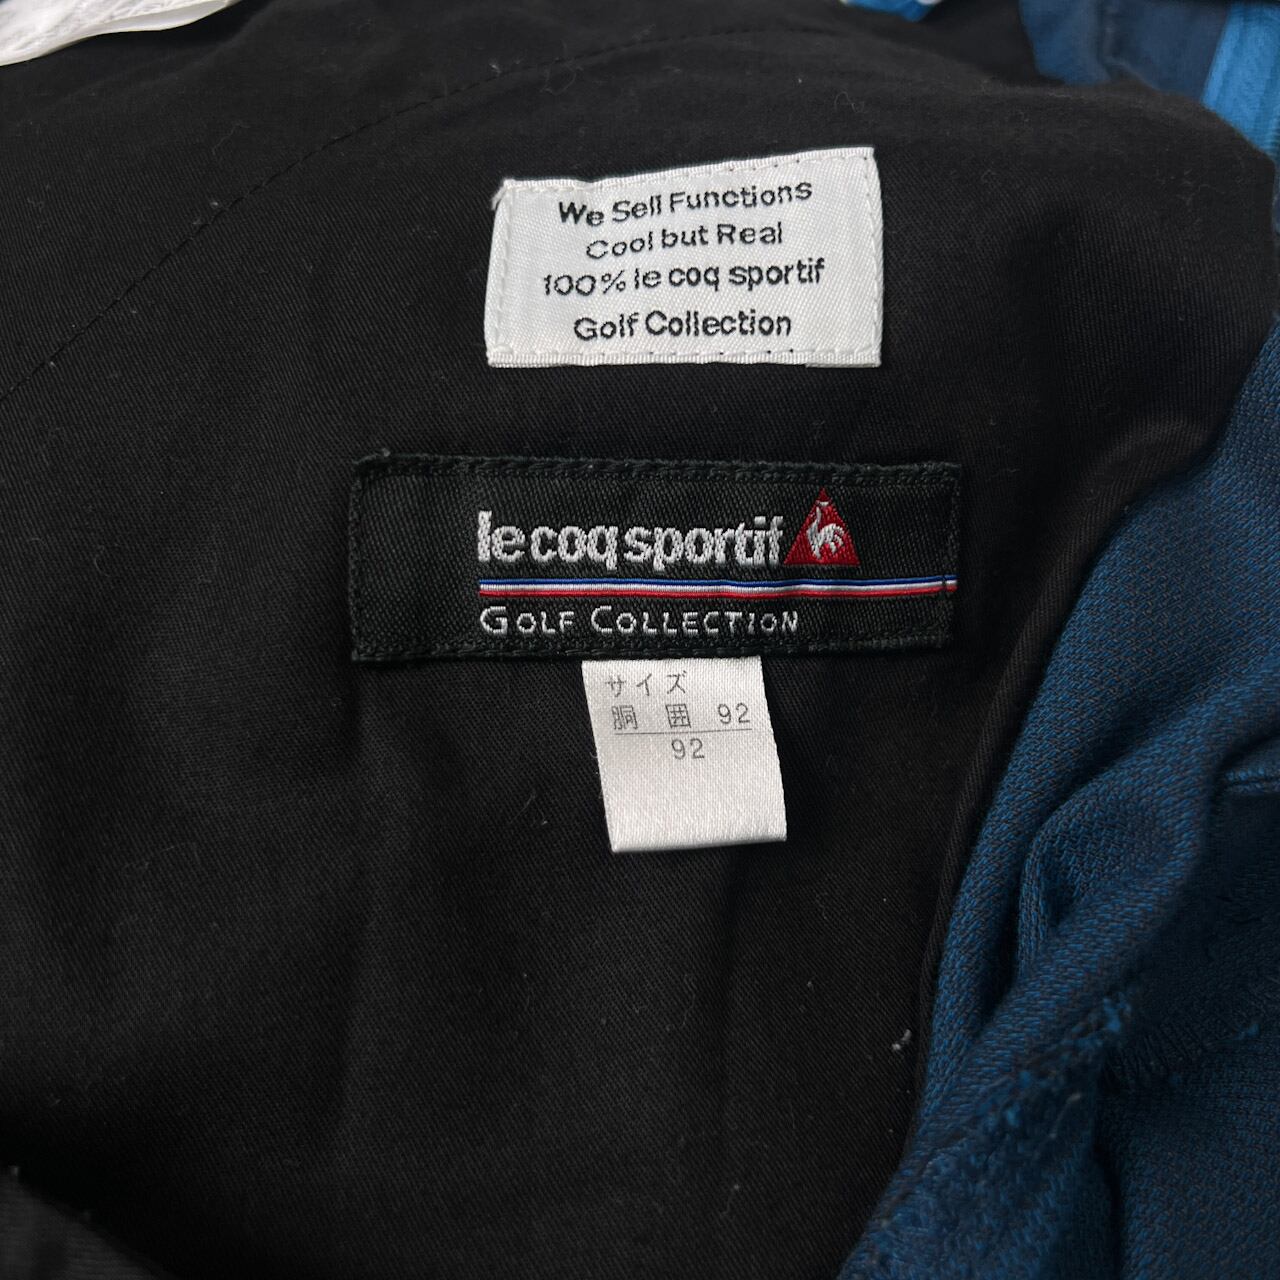 We Sell Functions
Cool but Real
100% le coq sportif
Golf Collection
le coq sportif
GOLF COLLECTION
サイズ
胴 囲 92
92